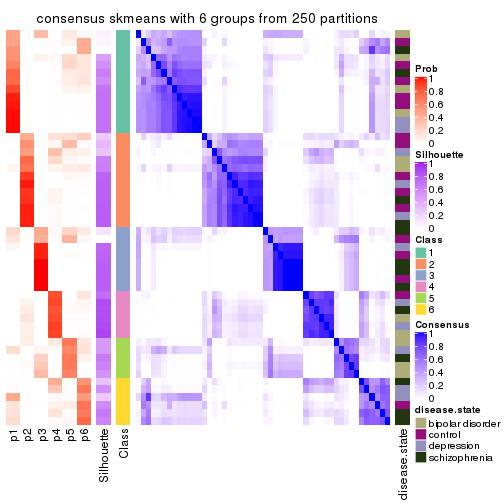 consensus skmeans with 6 groups from 250 partitions
Prob
1
0.8
0.6
0.4
0.2
0
Silhouette
1
0.8
0.6
0.4
0.2
0
Class
1
2
3
4
5
6
Consensus
1
0.8
0.6
0.4
0.2
0
disease.state
bipolar disorder
control
depression
schizophrenia
p1
p2
p3
p4
p5
p6
Silhouette
Class
disease.state